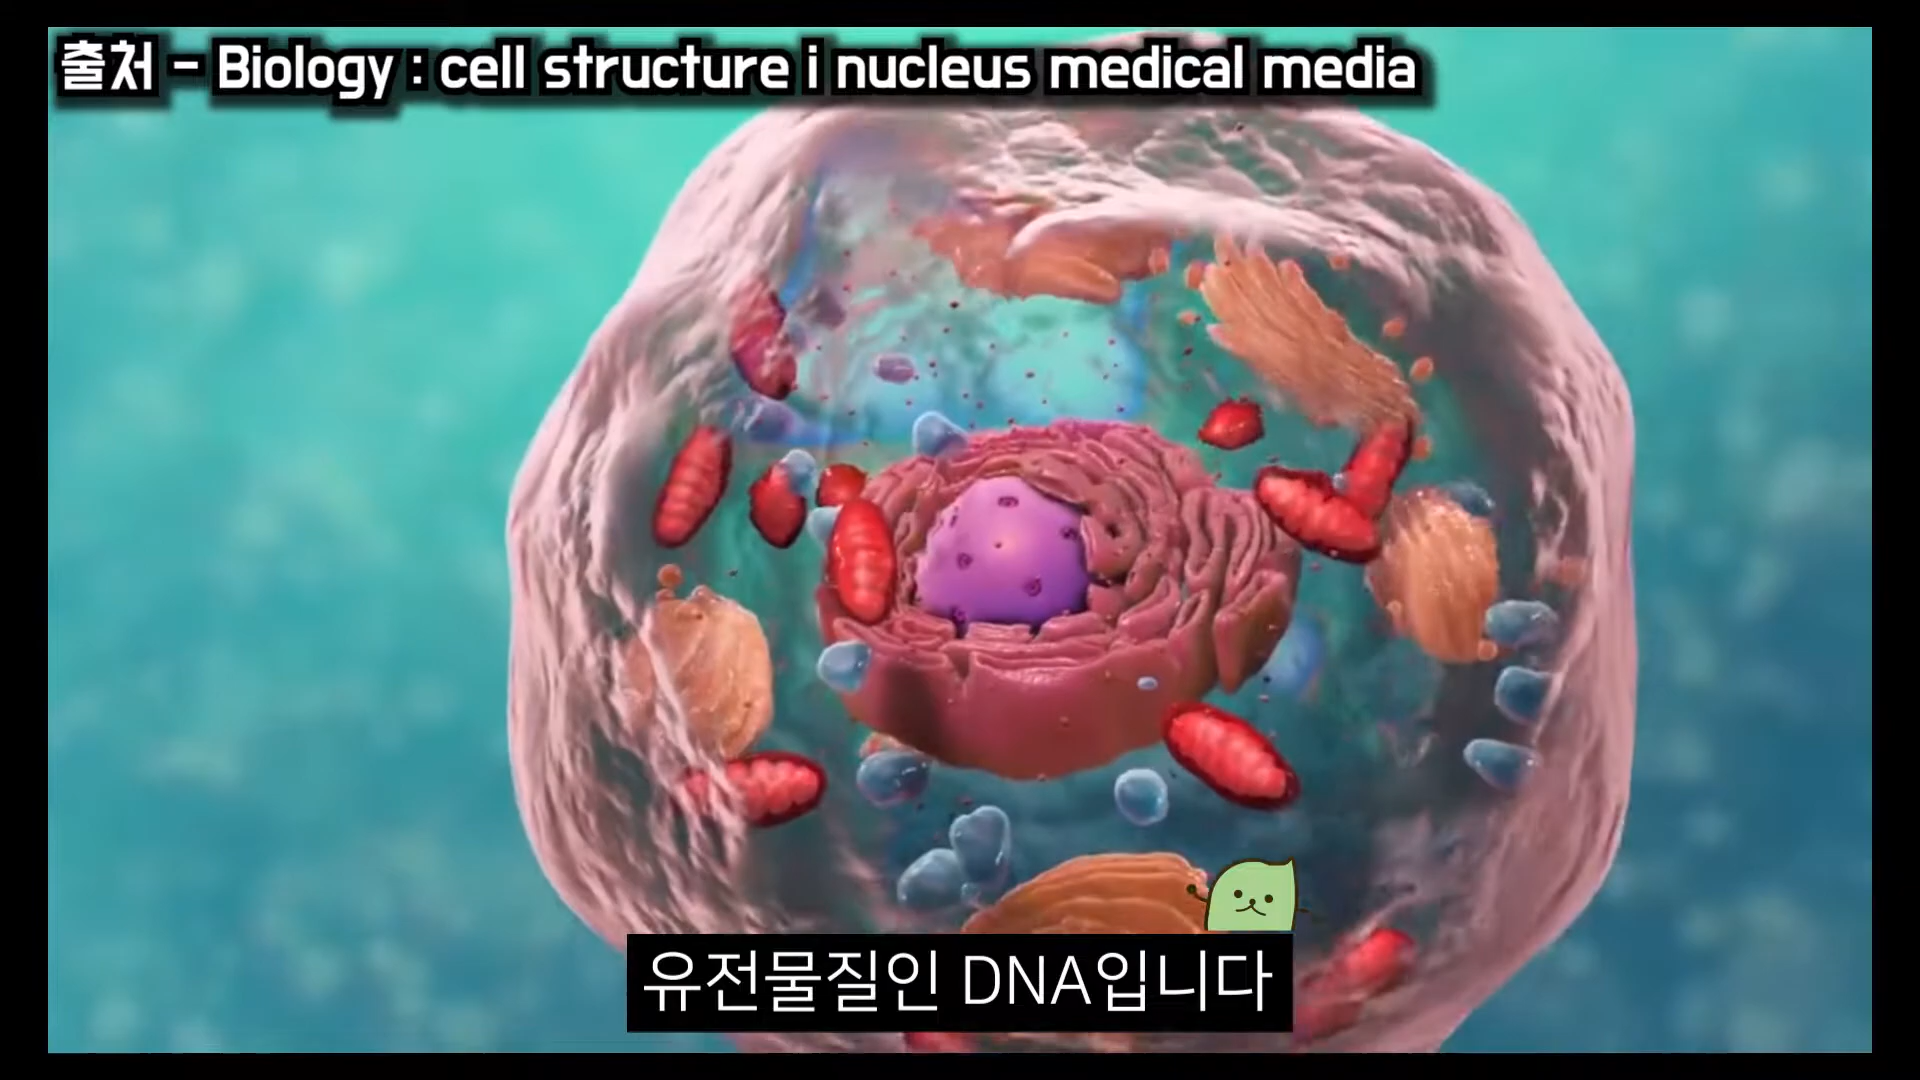 출처 - Biology : cell structure i nucleus medical media
유전물질인 DNA입니다